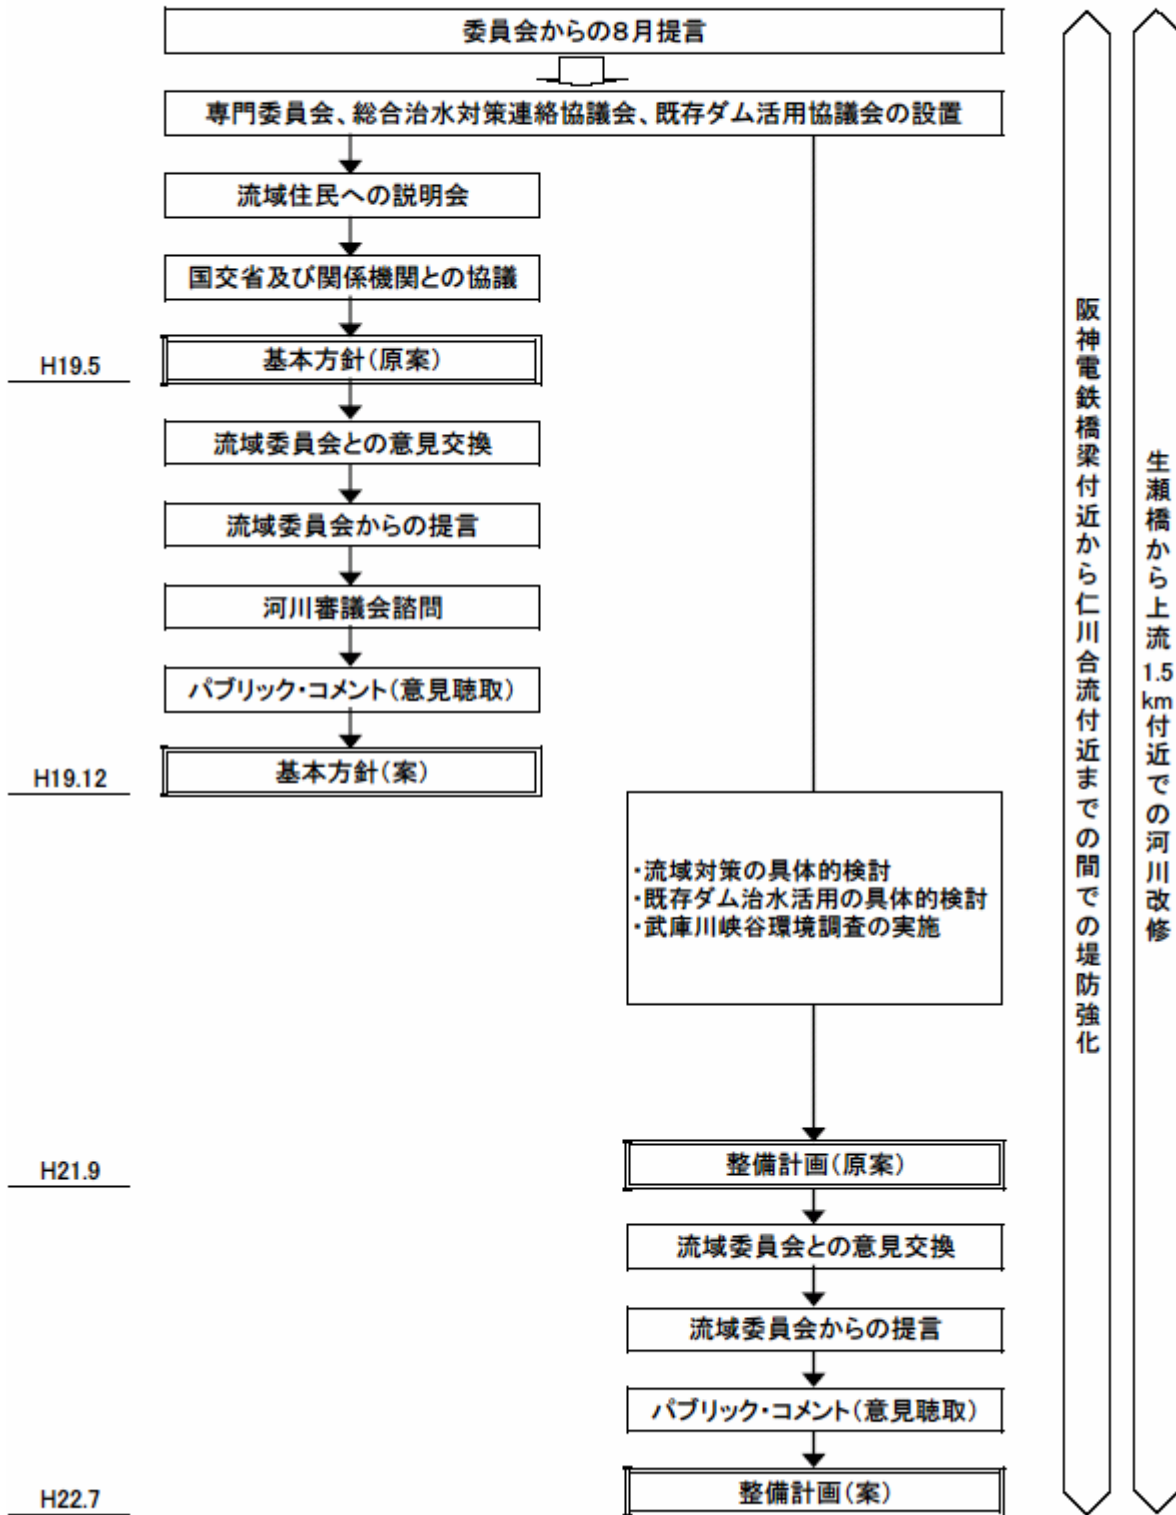 委員会からの8月提言
専門委員会、総合治水対策連絡協議会、既存ダム活用協議会の設置
流域住民への説明会
国交省及び関係機関との協議
H19.5
基本方針(原案)
流域委員会との意見交換
流域委員会からの提言
河川審議会諮問
パブリック・コメント(意見聴取)
H19.12
基本方針(案)
・流域対策の具体的検討
・既存ダム治水活用の具体的検討
・武庫川峡谷環境調査の実施
H21.9
整備計画(原案)
流域委員会との意見交換
流域委員会からの提言
パブリック・コメント(意見聴取)
H22.7
整備計画(案)
阪神電鉄橋梁付近から仁川合流付近までの間での堤防強化
生瀬橋から上流1.5km付近での河川改修